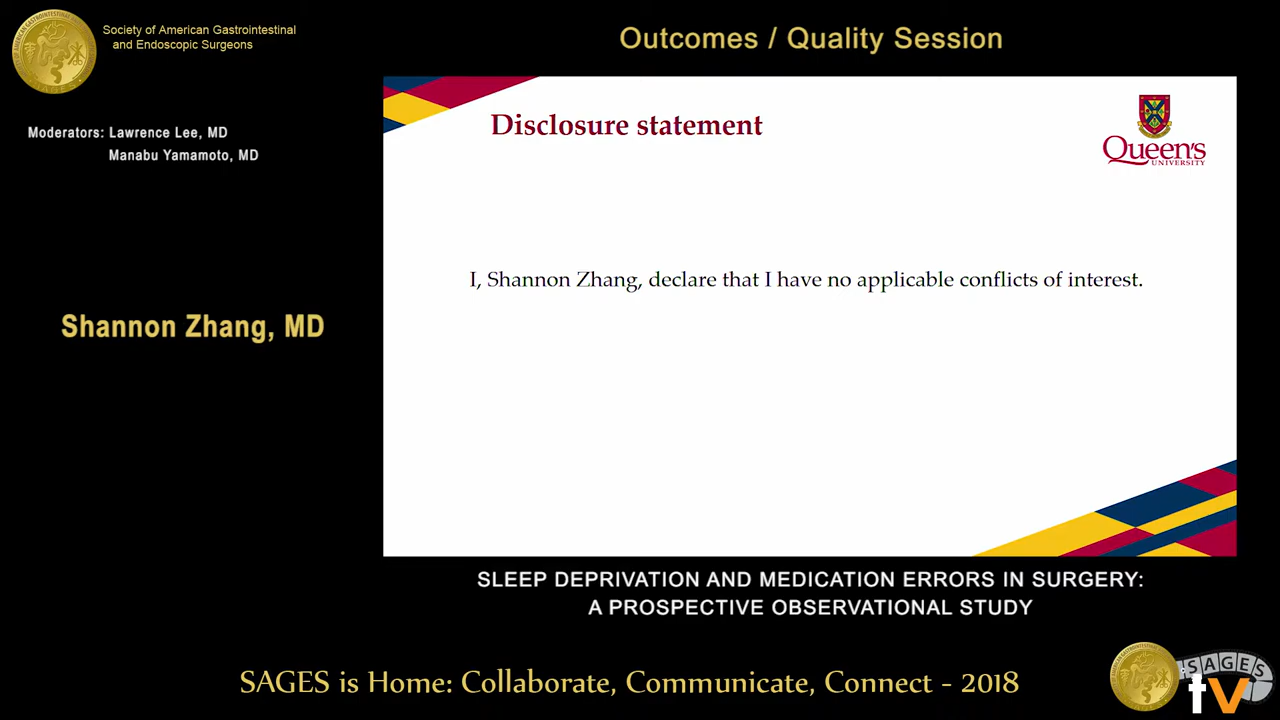 Society of American Gastrointestinal
and Endoscopic Surgeons
Outcomes / Quality Session
Moderators: Lawrence Lee, MD
Manabu Yamamoto, MD
Disclosure statement
Queen's
UNIVERSITY
I, Shannon Zhang, declare that I have no applicable conflicts of interest.
Shannon Zhang, MD
SLEEP DEPRIVATION AND MEDICATION ERRORS IN SURGERY:
A PROSPECTIVE OBSERVATIONAL STUDY
SAGES is Home: Collaborate, Communicate, Connect - 2018
SAGES
tv